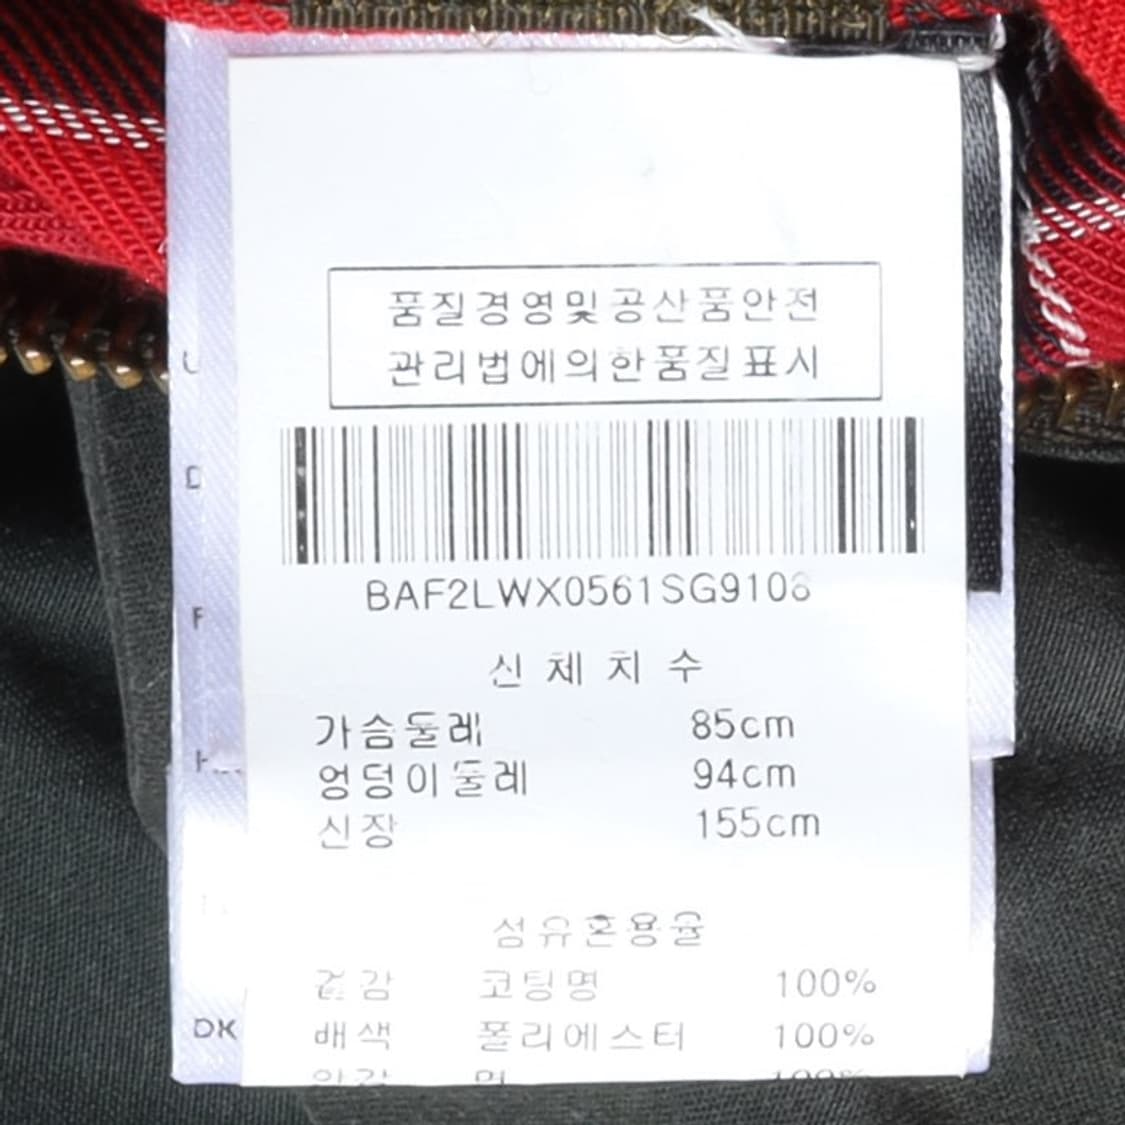 품질경영및공산품안전
관리법에의한품질표시
BAF2LWX0561SG9108
신체치수
가슴둘레 85cm
엉덩이둘레 94cm
신장 155cm
섬유혼용율
겉감 코팅명 100%
배색 폴리에스터 100%
DK